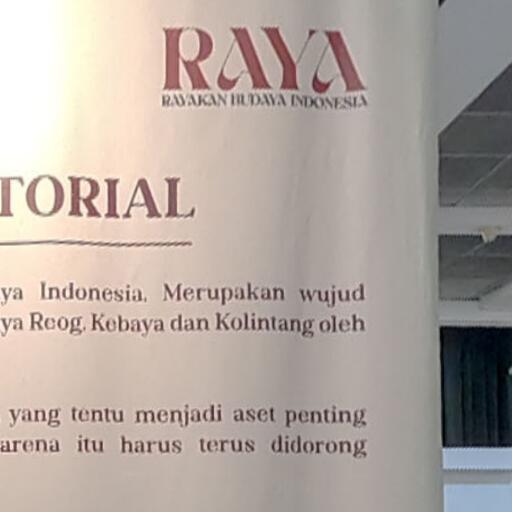 RAYA
RAYAKAN BUDAYA INDONESIA
TORIAL
ya Indonesia. Merupakan wujud
ya Reog, Kebaya dan Kolintang oleh
yang tentu menjadi aset penting
arena itu harus terus didorong